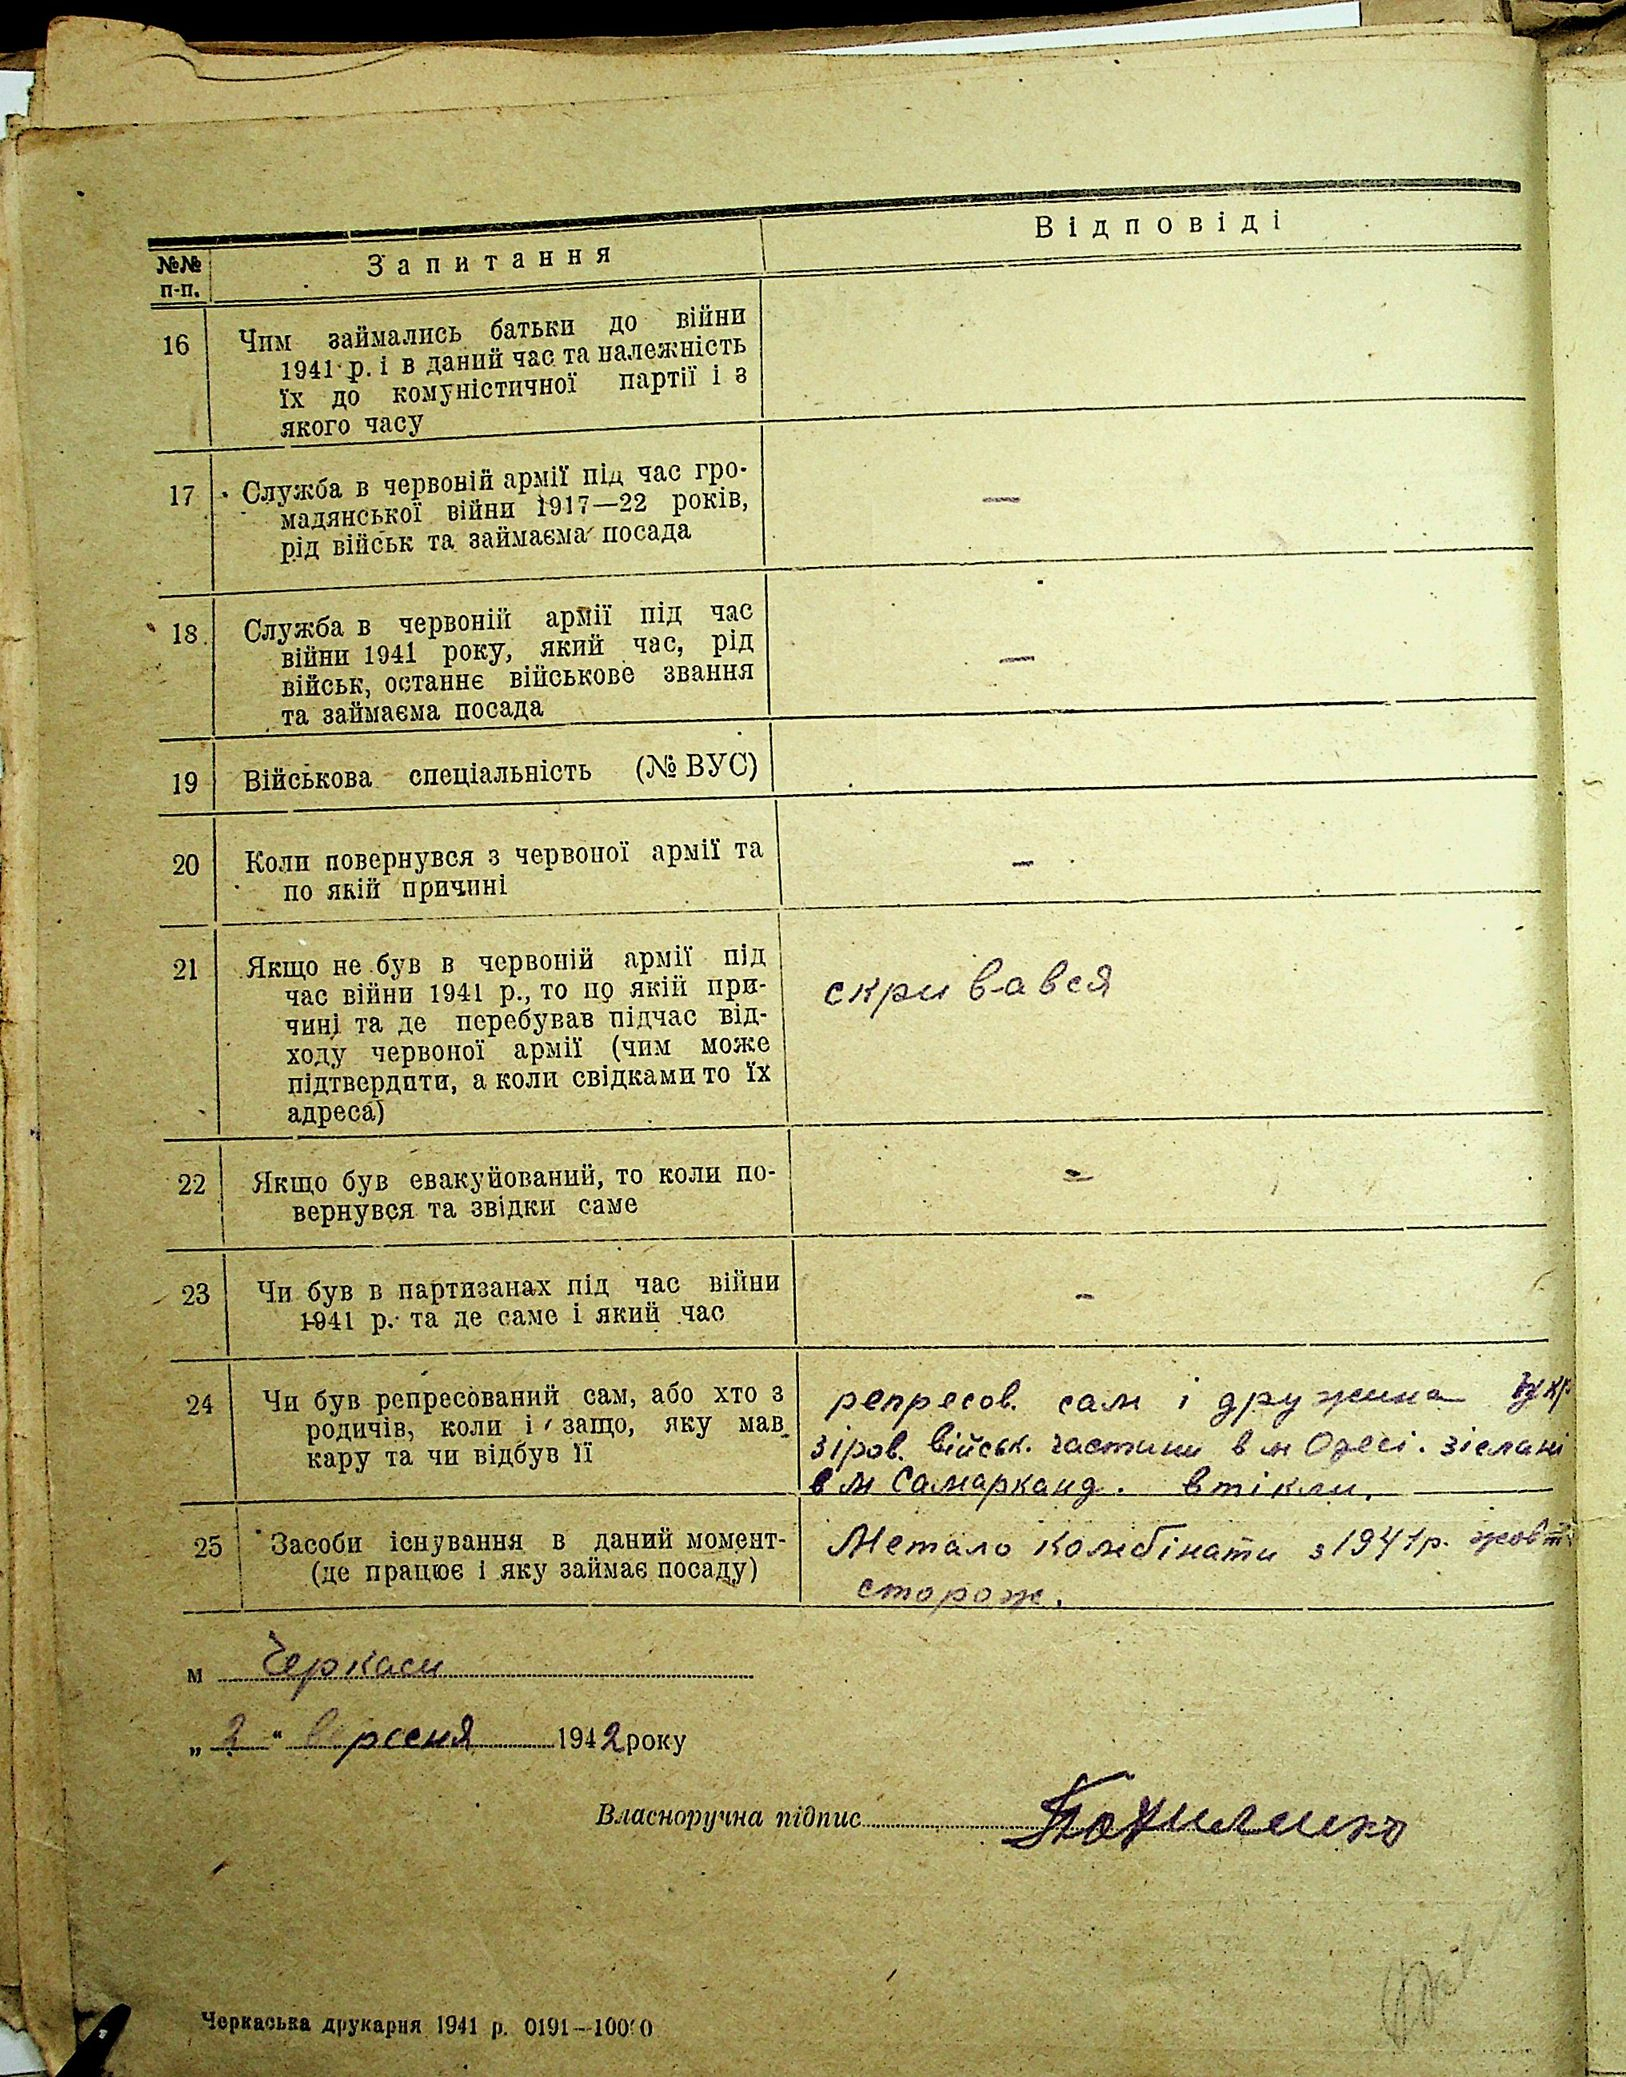 №№ п-п.
Запитання
Відповіді
16
Чим займались батьки до війни
1941 р. і в даний час та належність
їх до комуністичної партії і з
якого часу
17
Служба в червоній армії під час гро-
мадянської війни 1917—22 років,
рід військ та займаєма посада
—
18
Служба в червоній армії під час
війни 1941 року, який час, рід
військ, останнє військове звання
та займаєма посада
—
19
Військова спеціальність (№ ВУС)
20
Коли повернувся з червоної армії та
по якій причині
—
21
Якщо не був в червоній армії під
час війни 1941 р., то по якій при-
чині та де перебував підчас від-
ходу червоної армії (чим може
підтвердити, а коли свідками то їх
адреса)
скривався
22
Якщо був евакуйований, то коли по-
вернувся та звідки саме
-
23
Чи був в партизанах під час війни
1941 р. та де саме і який час
-
24
Чи був репресований сам, або хто з
родичів, коли і защо, яку мав
кару та чи відбув її
репресов. сам і дружина Укр
зіров. військ. частини в м Одесі. зіслані
в м Самарканд. втікли.
25
Засоби існування в даний момент-
(де працює і яку займає посаду)
Метало комбінати з 1941 р. жовт
сторож.
м Черкаси
„2“ вересня 1942 року
Власноручна підпис
Черкаська друкарня 1941 р. 0191—10000